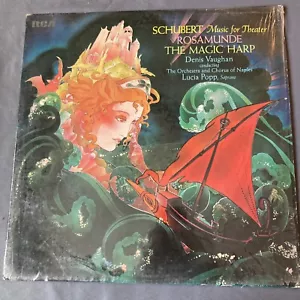 RCA
SCHUBERT Music for Theater
ROSAMUNDE
THE MAGIC HARP
Denis Vaughan
conducting
The Orchestra and Chorus of Naples
Lucia Popp, Soprano